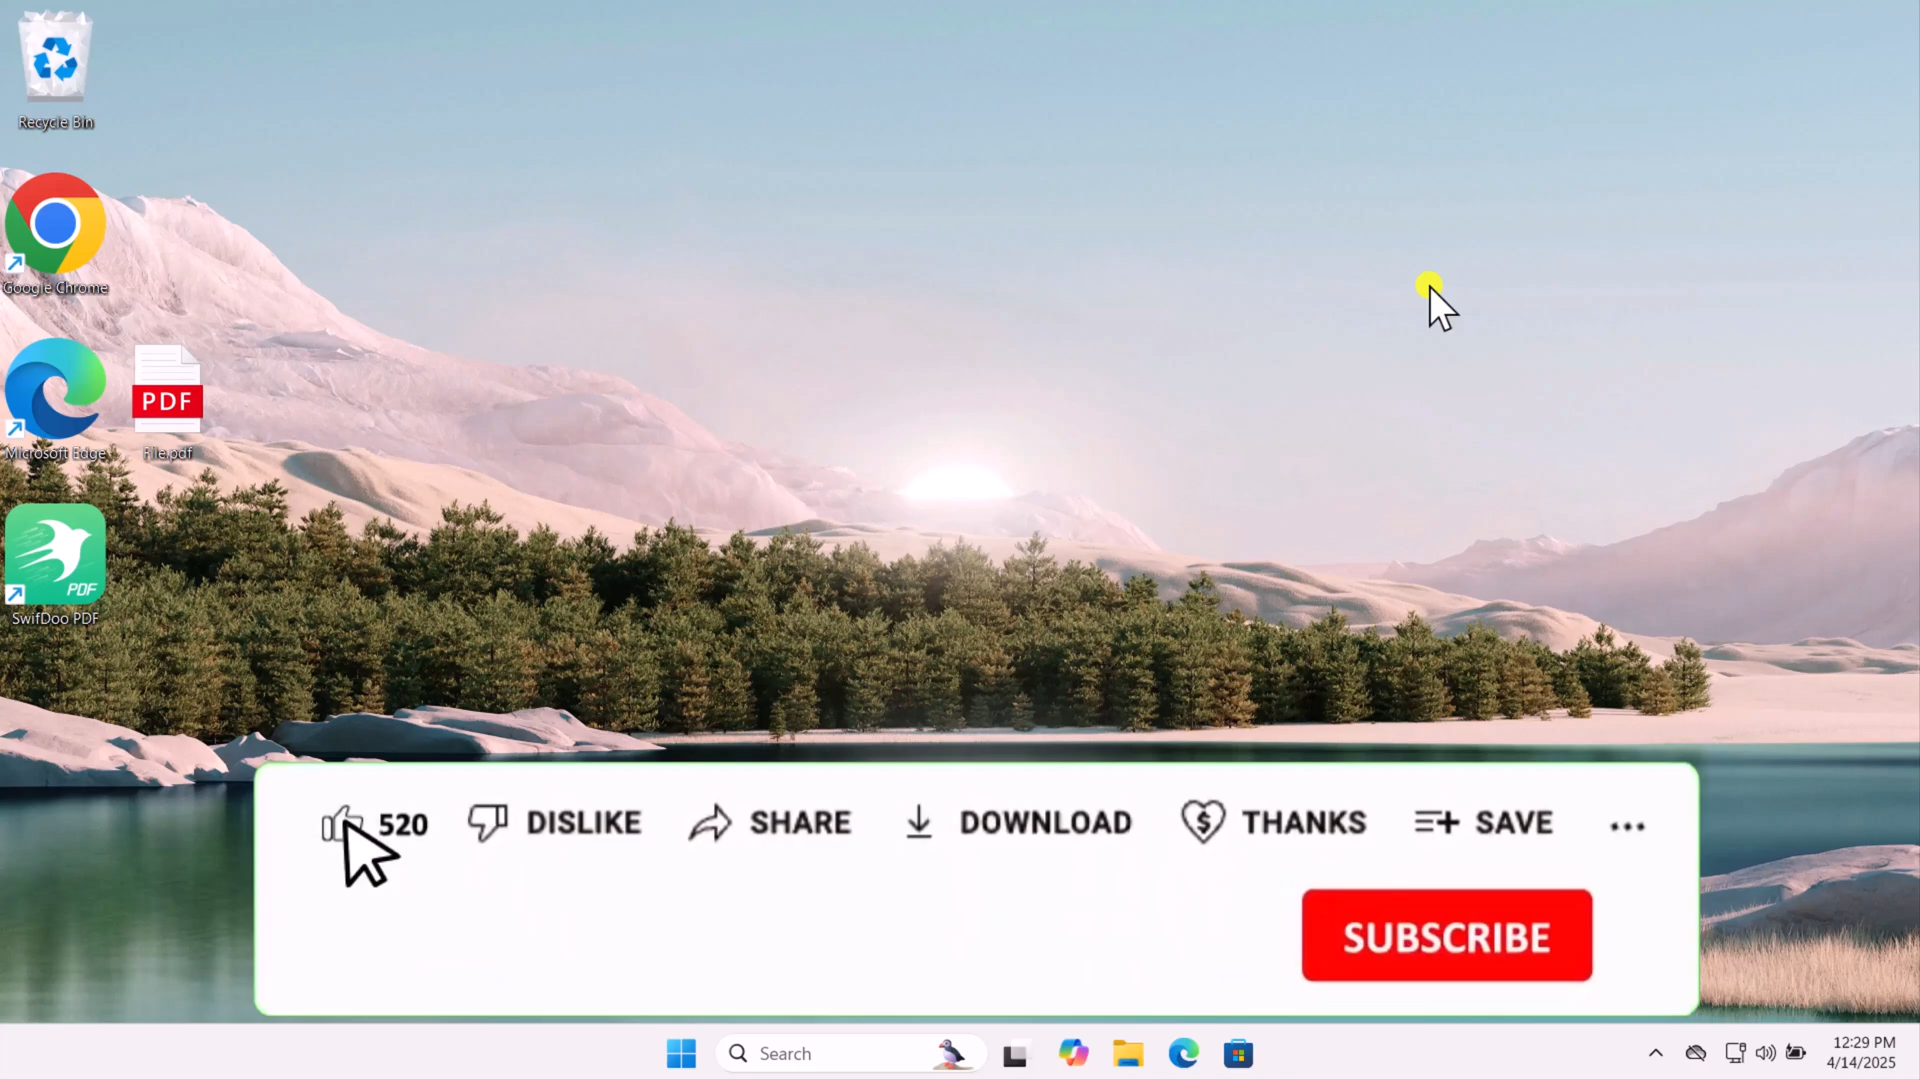 Recycle Bin
Google Chrome
Microsoft Edge
PDF
File.pdf
PDF
SwifDoo PDF
520 DISLIKE SHARE DOWNLOAD THANKS SAVE ...
SUBSCRIBE
Search
12:29 PM
4/14/2025